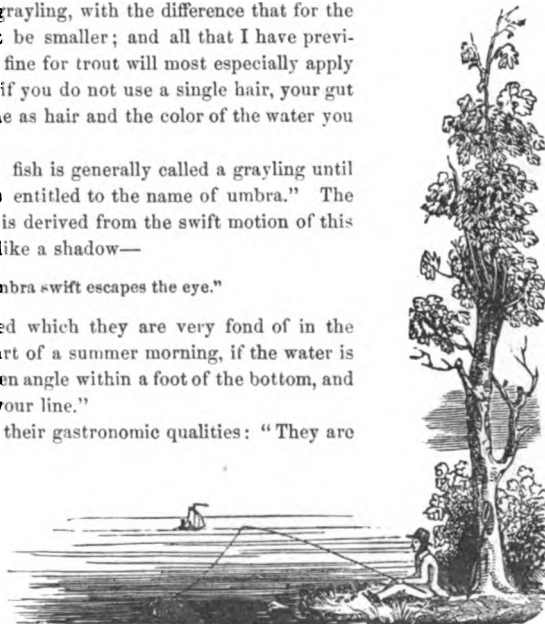 grayling, with the difference that for the
be smaller; and all that I have previ-
fine for trout will most especially apply
if you do not use a single hair, your gut
as hair and the color of the water you
fish is generally called a grayling until
entitled to the name of umbra." The
is derived from the swift motion of this
like a shadow—
swift escapes the eye."
which they are very fond of in the
of a summer morning, if the water is
angle within a foot of the bottom, and
your line."
their gastronomic qualities: "They are